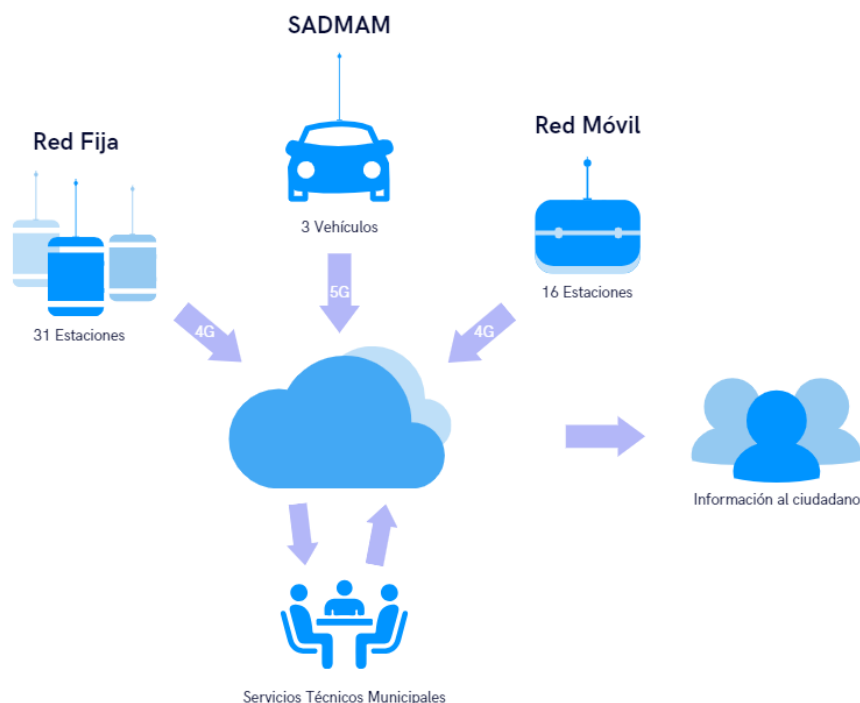 SADMAM
Red Fija
Red Móvil
3 Vehículos
16 Estaciones
31 Estaciones
4G
5G
4G
Información al ciudadano
Servicios Técnicos Municipales